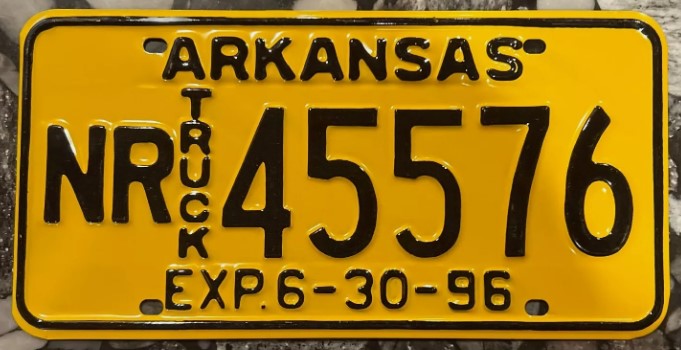 ARKANSAS
NR TRUCK 45576
EXP. 6-30-96